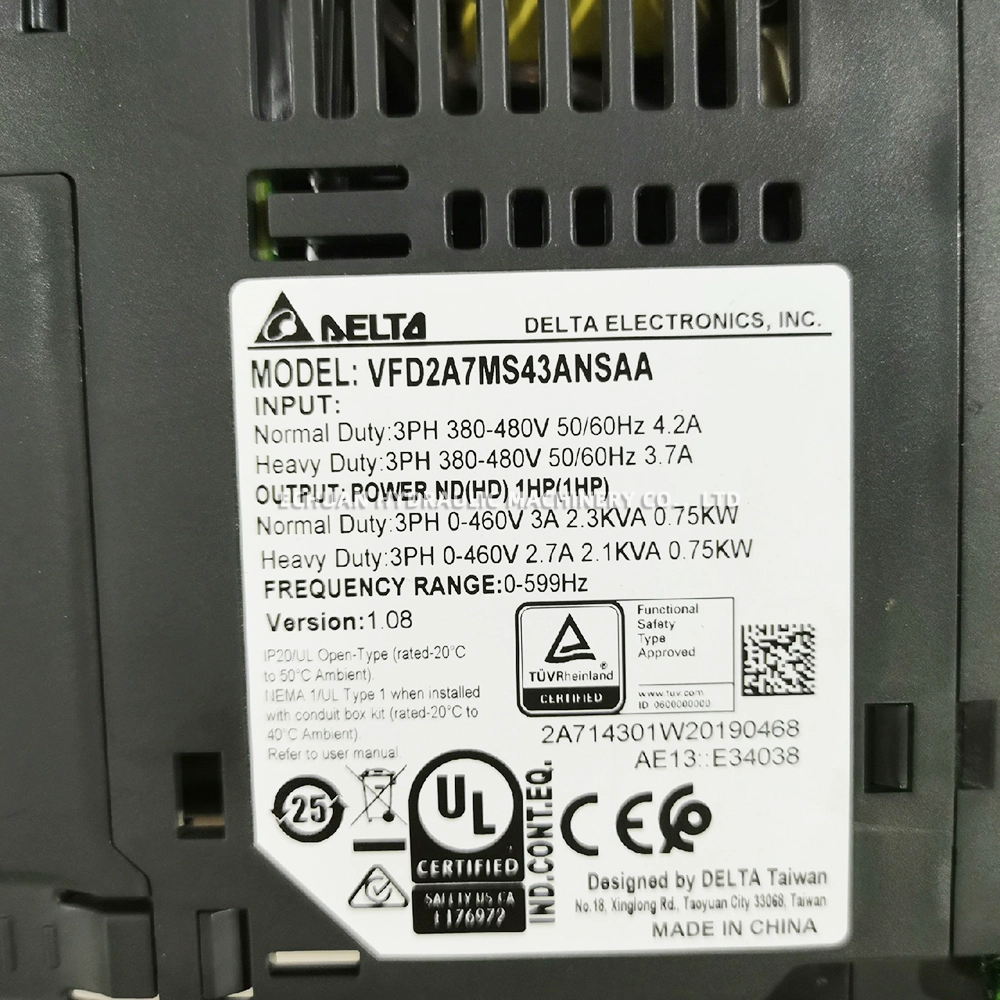 DELTA
DELTA ELECTRONICS, INC.
MODEL: VFD2A7MS43ANSAA
INPUT:
Normal Duty:3PH 380-480V 50/60Hz 4.2A
Heavy Duty:3PH 380-480V 50/60Hz 3.7A
OUTPUT: POWER ND(HD) 1HP(1HP)
HYDRAULIC MACHINERY CO., LTD
Normal Duty:3PH 0-460V 3A 2.3KVA 0.75KW
Heavy Duty:3PH 0-460V 2.7A 2.1KVA 0.75KW
FREQUENCY RANGE:0-599Hz
Version:1.08
IP20/UL Open-Type (rated-20°C
to 50°C Ambient).
NEMA 1/UL Type 1 when installed
with conduit box kit (rated-20°C to
40°C Ambient).
Refer to user manual
TÜVRheinland®
CERTIFIED
Functional
Safety
Type
Approved
www.tuv.com
ID 0600000000
2A714301W20190468
AE13::E34038
25
UL
CERTIFIED
SAFETY US CA
E176972
IND.CONT.EQ.
CE
Designed by DELTA Taiwan
No.18, Xinglong Rd., Taoyuan City 33068, Taiwan
MADE IN CHINA